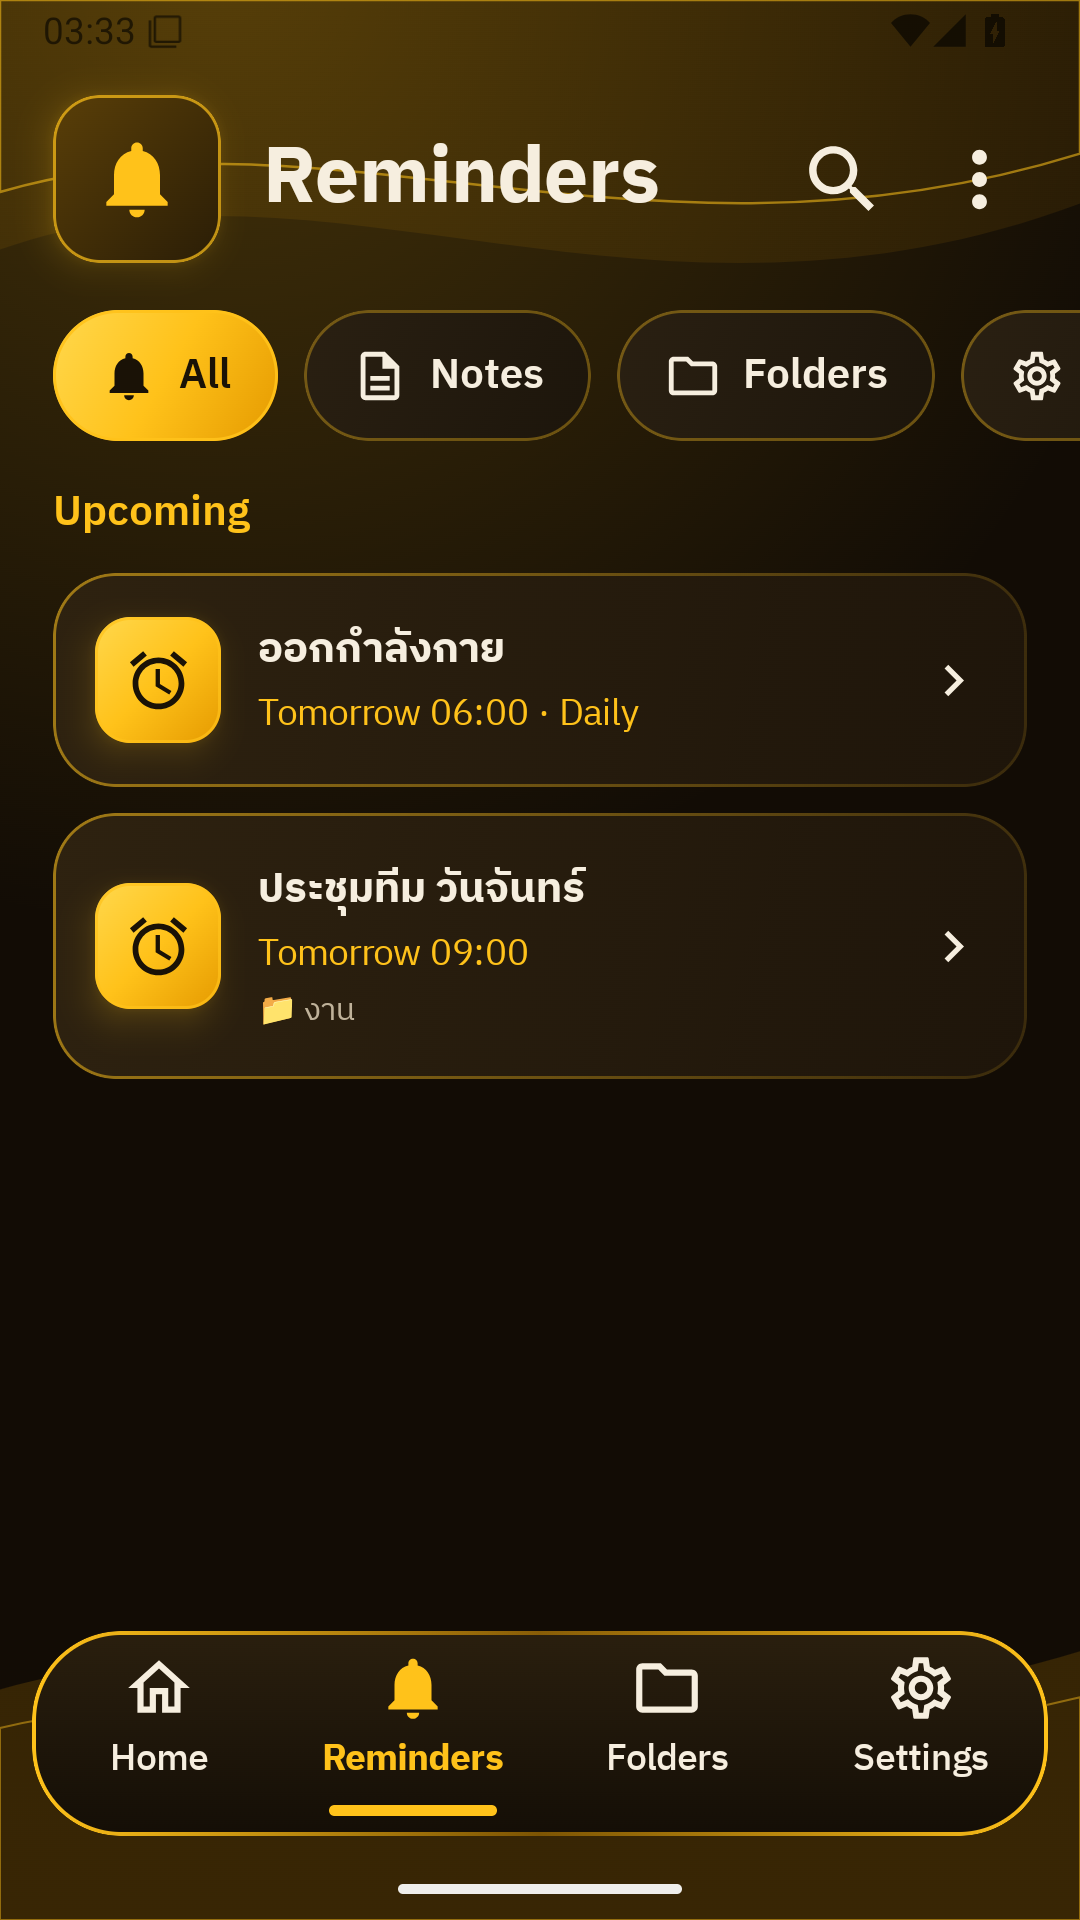 03:33
Reminders
All
Notes
Folders
Upcoming
ออกกำลังกาย
Tomorrow 06:00 · Daily
ประชุมทีม วันจันทร์
Tomorrow 09:00
📁 งาน
Home
Reminders
Folders
Settings